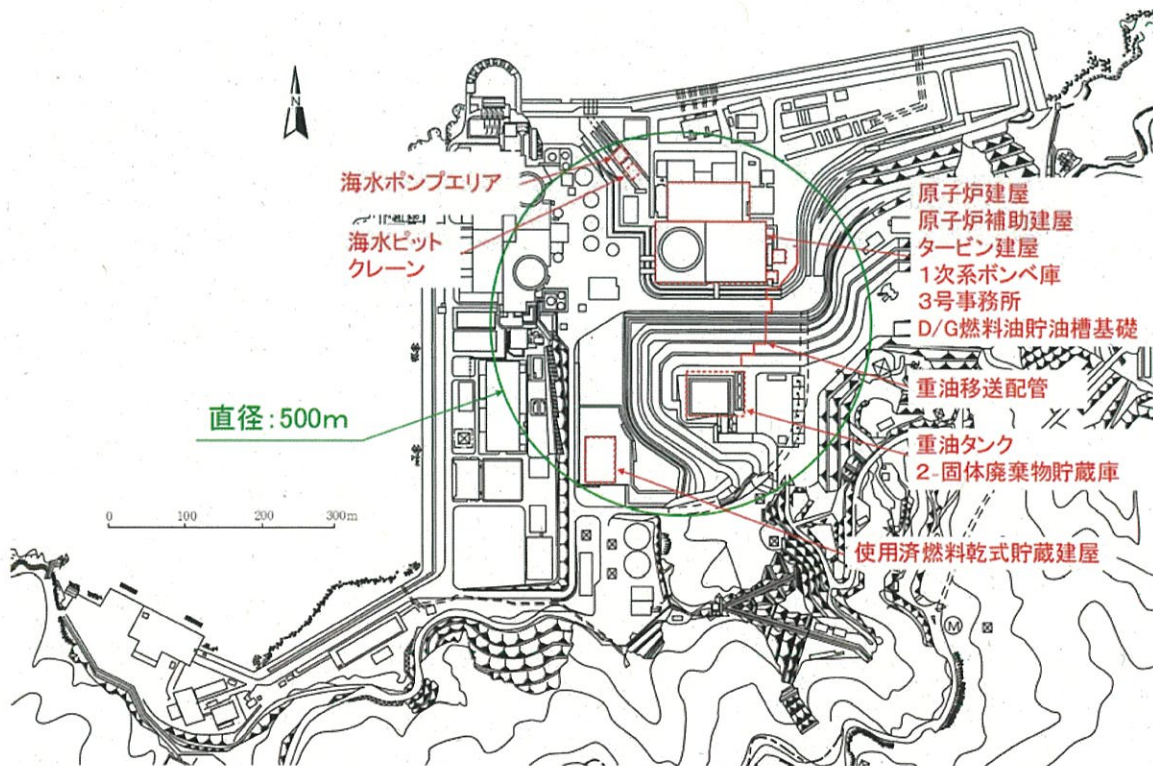 N
海水ポンプエリア
海水ピット
クレーン
原子炉建屋
原子炉補助建屋
タービン建屋
1次系ボンベ庫
3号事務所
D/G燃料油貯油槽基礎
重油移送配管
直径:500m
重油タンク
2-固体廃棄物貯蔵庫
0 100 200 300m
使用済燃料乾式貯蔵建屋
M